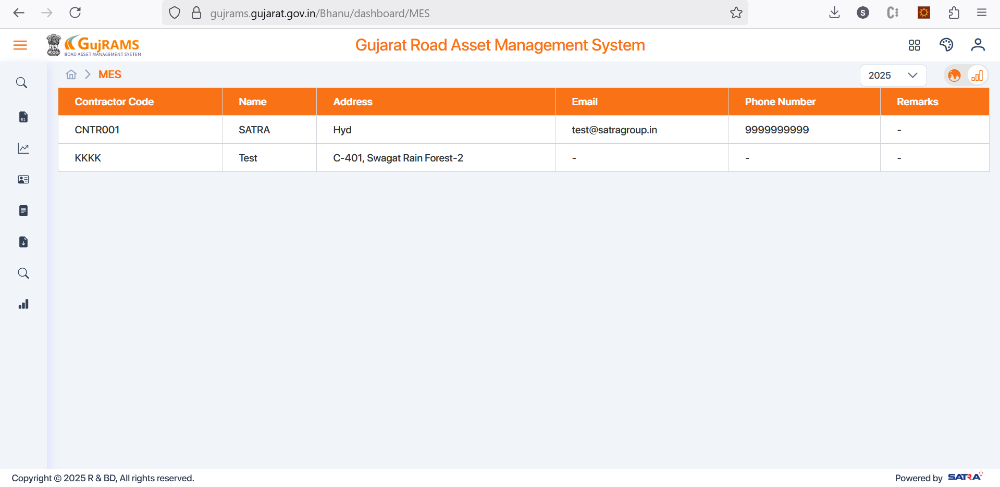 gujrams.gujarat.gov.in/Bhanu/dashboard/MES
S
GUJRAMS
ROAD ASSET MANAGEMENT SYSTEM
Gujarat Road Asset Management System
MES
2025
Contractor Code Name Address Email Phone Number Remarks
CNTR001 SATRA Hyd test@satragroup.in 9999999999 -
KKKK Test C-401, Swagat Rain Forest-2 - - -
01
Copyright © 2025 R & BD, All rights reserved.
Powered by SATRA